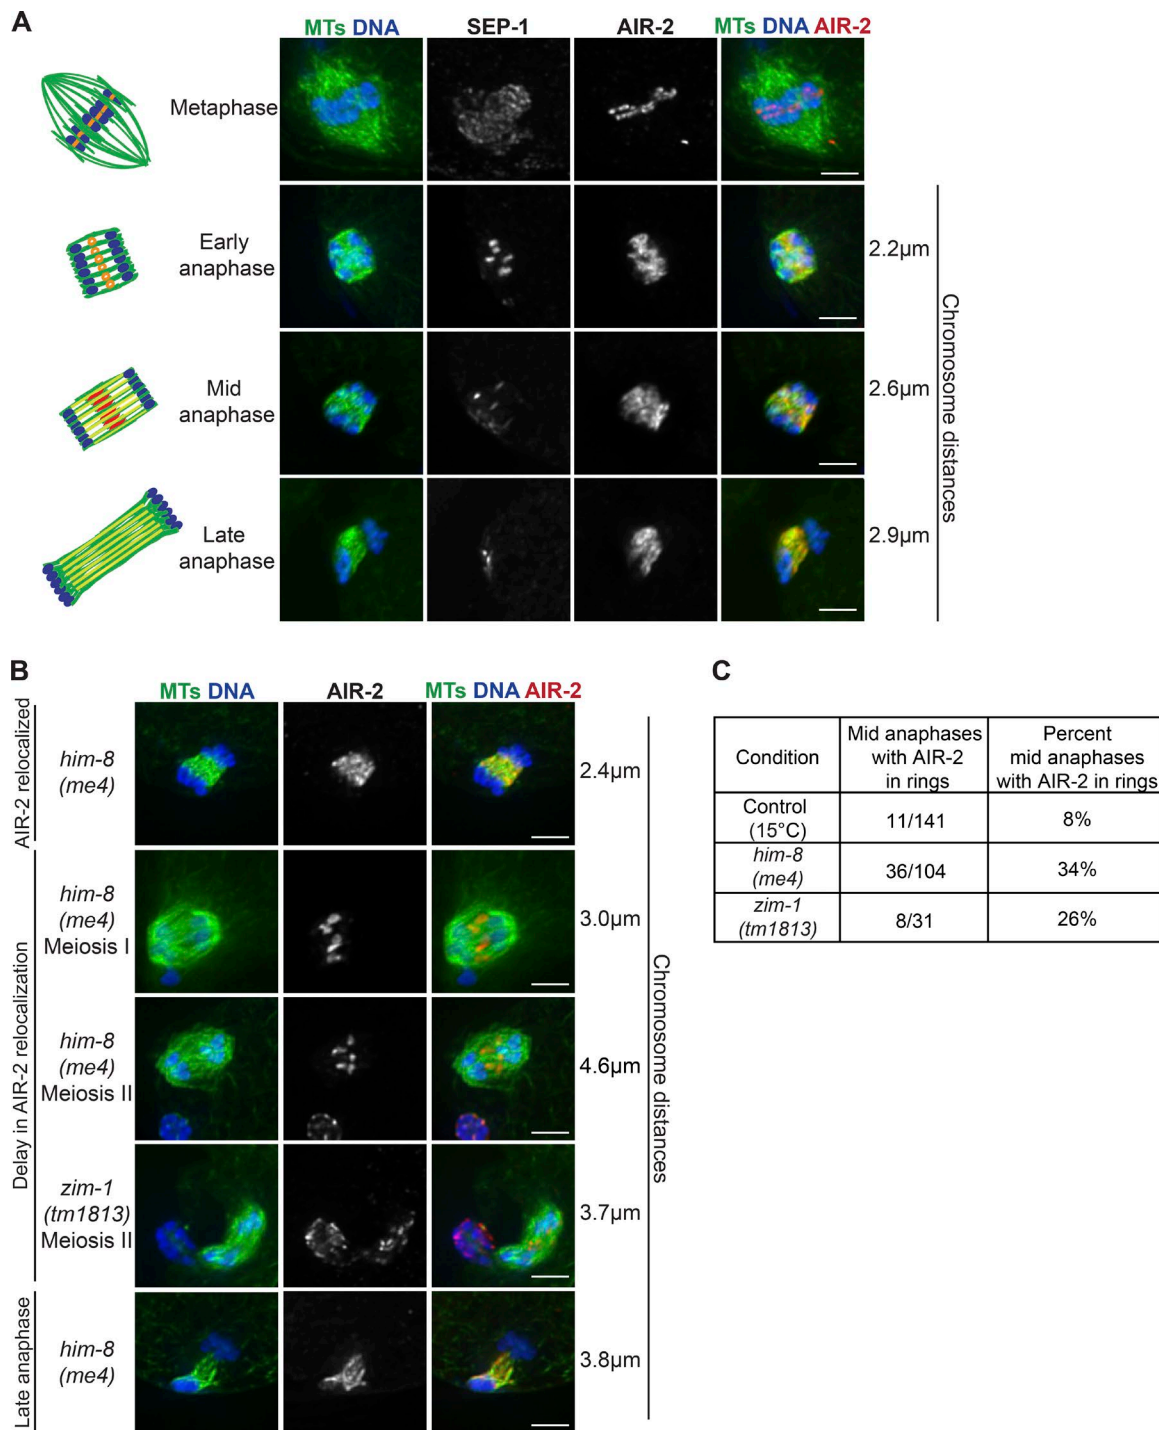 A
MTs DNA
SEP-1
AIR-2
MTs DNA AIR-2
Metaphase
Early
anaphase
2.2µm
Mid
anaphase
2.6µm
Late
anaphase
2.9µm
Chromosome distances
B
MTs DNA
AIR-2
MTs DNA AIR-2
AIR-2 relocalized
him-8
(me4)
2.4µm
Delay in AIR-2 relocalization
him-8
(me4)
Meiosis I
3.0µm
him-8
(me4)
Meiosis II
4.6µm
zim-1
(tm1813)
Meiosis II
3.7µm
Late anaphase
him-8
(me4)
3.8µm
Chromosome distances
C
Condition
Mid anaphases
with AIR-2
in rings
Percent
mid anaphases
with AIR-2 in rings
Control
(15°C)
11/141
8%
him-8
(me4)
36/104
34%
zim-1
(tm1813)
8/31
26%